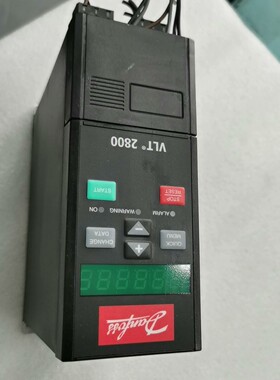 Danfoss
QUICK MENU
CHANGE DATA
+
-
ALARM
WARNING
ON
STOP RESET
START
VLT® 2800